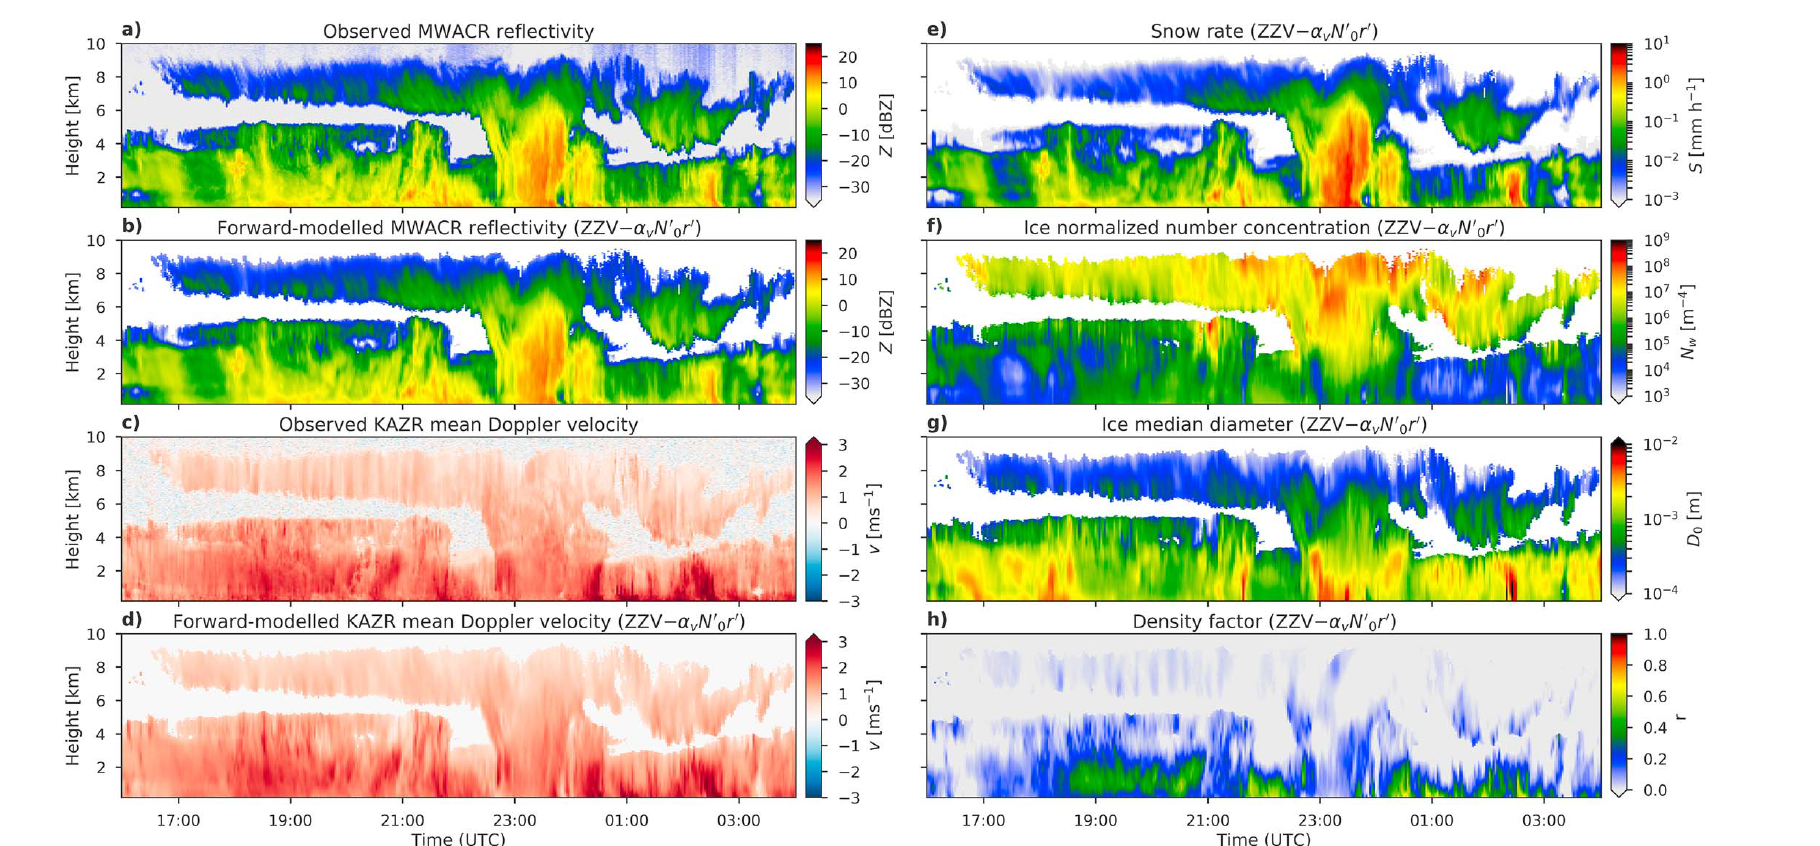 a) Observed MWACR reflectivity
10
8
6
4
2
Height [km]
20
10
0
−10
−20
−30
Z [dBZ]
b) Forward-modelled MWACR reflectivity (ZZV−αᵥN′₀r′)
10
8
6
4
2
Height [km]
20
10
0
−10
−20
−30
Z [dBZ]
c) Observed KAZR mean Doppler velocity
10
8
6
4
2
Height [km]
3
2
1
0
−1
−2
−3
v [ms⁻¹]
d) Forward-modelled KAZR mean Doppler velocity (ZZV−αᵥN′₀r′)
8
6
4
2
Height [km]
3
2
1
0
−1
−2
−3
v [ms⁻¹]
17:00 19:00 21:00 23:00 01:00 03:00
Time (UTC)
e) Snow rate (ZZV−αᵥN′₀r′)
10¹
10⁰
10⁻¹
10⁻²
10⁻³
S [mm h⁻¹]
f) Ice normalized number concentration (ZZV−αᵥN′₀r′)
10⁹
10⁸
10⁷
10⁶
10⁵
10⁴
10³
N_w [m⁻⁴]
g) Ice median diameter (ZZV−αᵥN′₀r′)
10⁻²
10⁻³
10⁻⁴
D₀ [m]
h) Density factor (ZZV−αᵥN′₀r′)
1.0
0.8
0.6
0.4
0.2
0.0
r
17:00 19:00 21:00 23:00 01:00 03:00
Time (UTC)